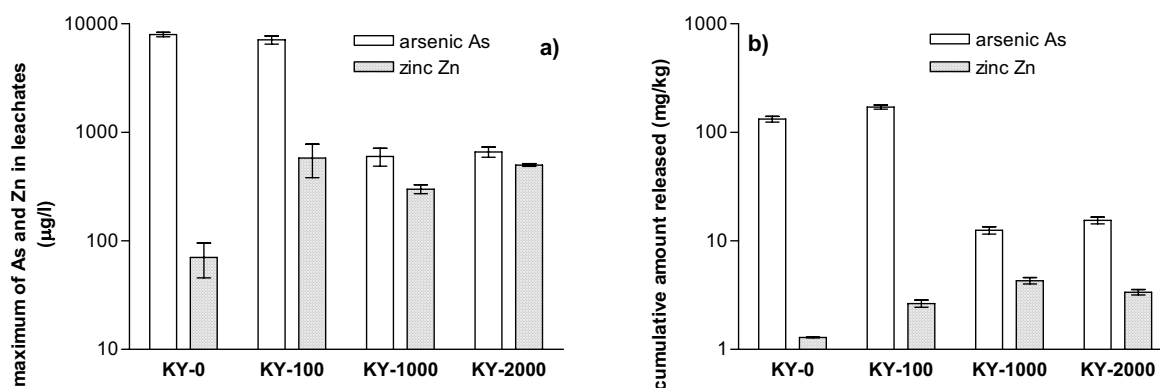 maximum of As and Zn in leachates
(µg/l)
10000
1000
100
10
arsenic As
zinc Zn
a)
KY-0 KY-100 KY-1000 KY-2000
cumulative amount released (mg/kg)
1000
100
10
1
b)
arsenic As
zinc Zn
KY-0 KY-100 KY-1000 KY-2000